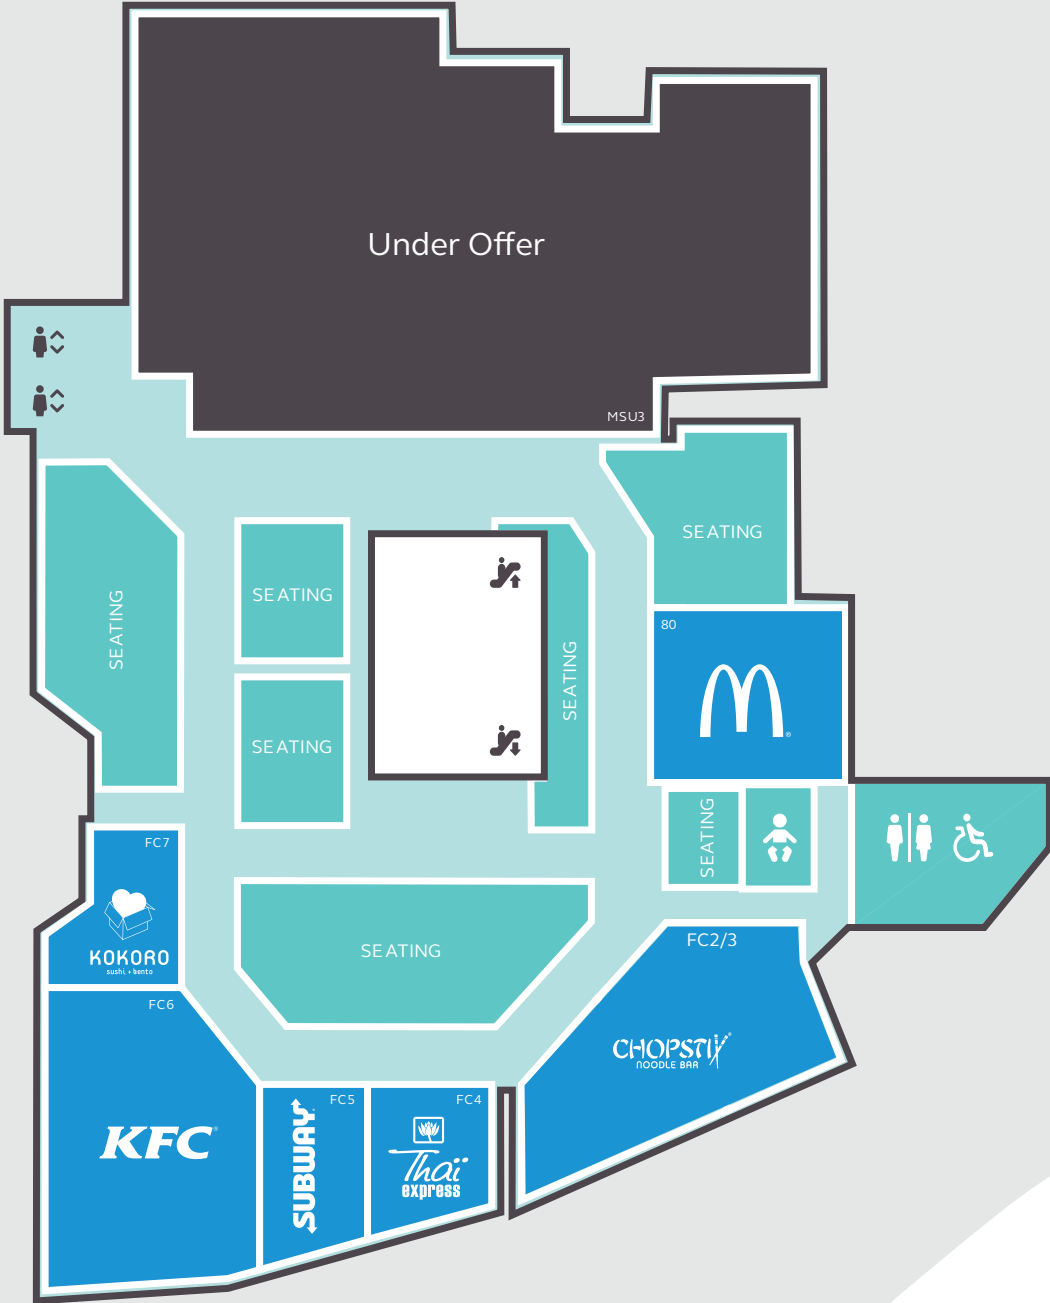 Under Offer
MSU3
SEATING
SEATING
SEATING
SEATING
SEATING
80
®
SEATING
FC7
KOKORO
sushi + bento
SEATING
FC2/3
CHOPSTIX®
NOODLE BAR
FC6
KFC®
FC5
SUBWAY
FC4
Thaï
express